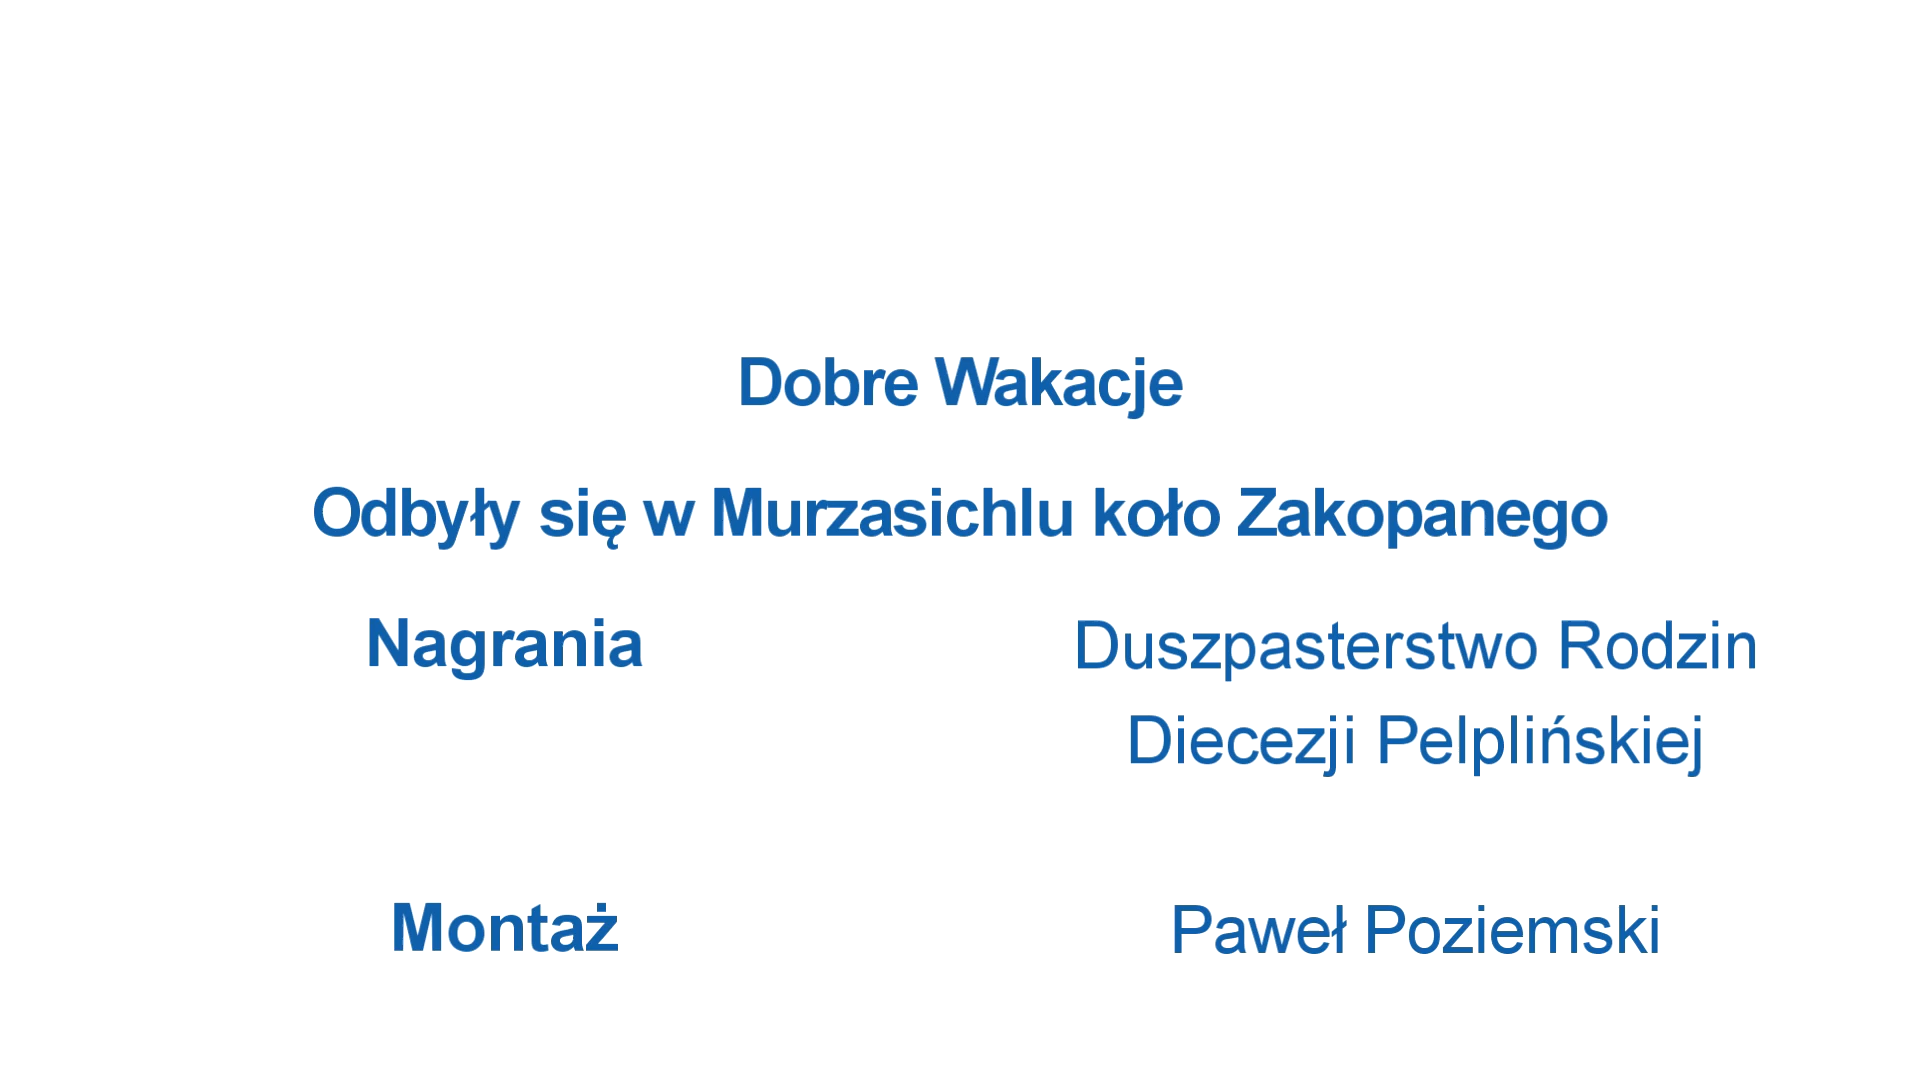 Dobre Wakacje
Odbyły się w Murzasichlu koło Zakopanego
Nagrania
Duszpasterstwo Rodzin
Diecezji Pelplińskiej
Montaż
Paweł Poziemski